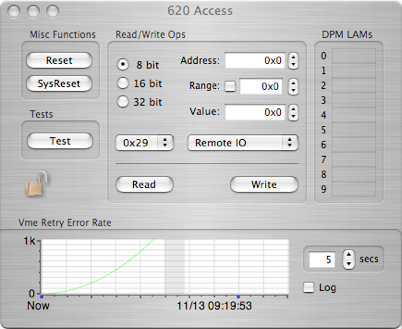 620 Access
Misc Functions
Reset
SysReset
Tests
Test
Read/Write Ops
8 bit
16 bit
32 bit
Address: 0x0
Range: 0x0
Value: 0x0
0x29 Remote IO
Read Write
DPM LAMs
0
1
2
3
4
5
6
7
8
9
Vme Retry Error Rate
1k
0
Now 11/13 09:19:53
5 secs
Log